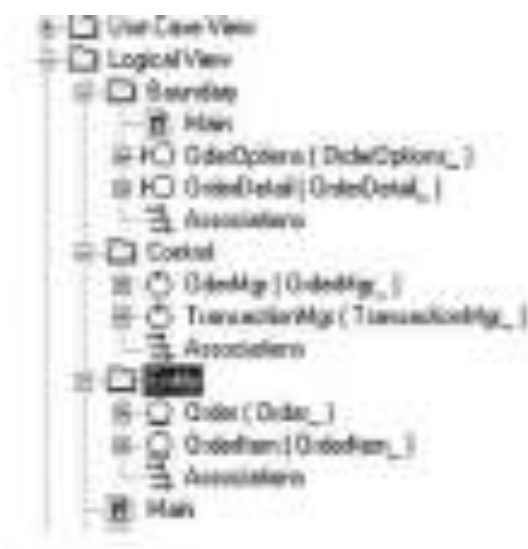 Use Case View
Logical View
Boundary
Main
OrderOptions ( OrderOptions_ )
OrderDetail ( OrderDetail_ )
Associations
Control
OrderMgr ( OrderMgr_ )
TransactionMgr ( TransactionMgr_ )
Associations
Entity
Order ( Order_ )
OrderItem ( OrderItem_ )
Associations
Main